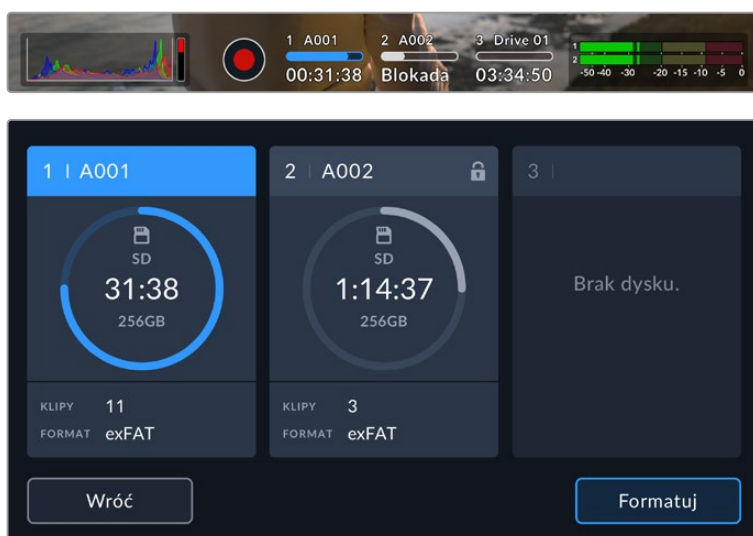 1 A001 2 A002 3 Drive 01
00:31:38 Blokada 03:34:50
1
2
-50 -40 -30 -20 -15 -10 -5 0
1 | A001
SD
31:38
256GB
KLIPY 11
FORMAT exFAT
2 | A002
SD
1:14:37
256GB
KLIPY 3
FORMAT exFAT
3 |
Brak dysku.
Wróć
Formatuj